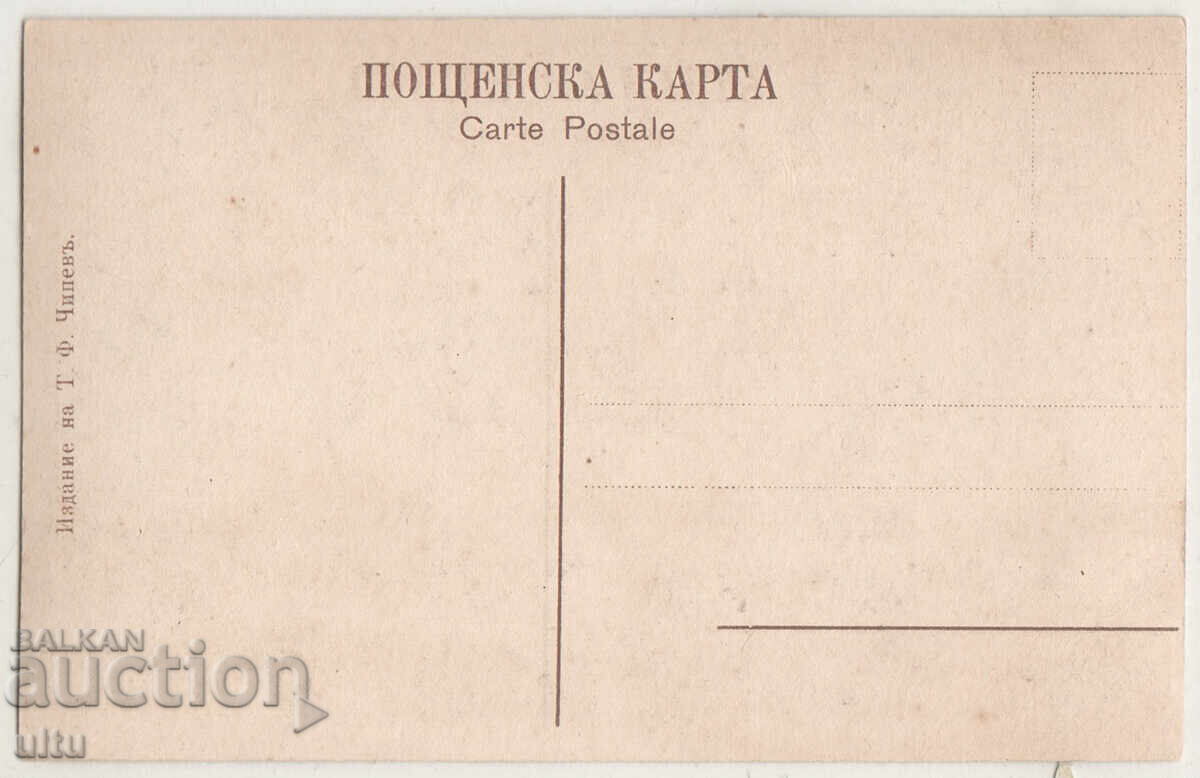 ПОЩЕНСКА КАРТА
Carte Postale
Издание на Т. Ф. Чипевъ.
BALKAN
auction
ultu